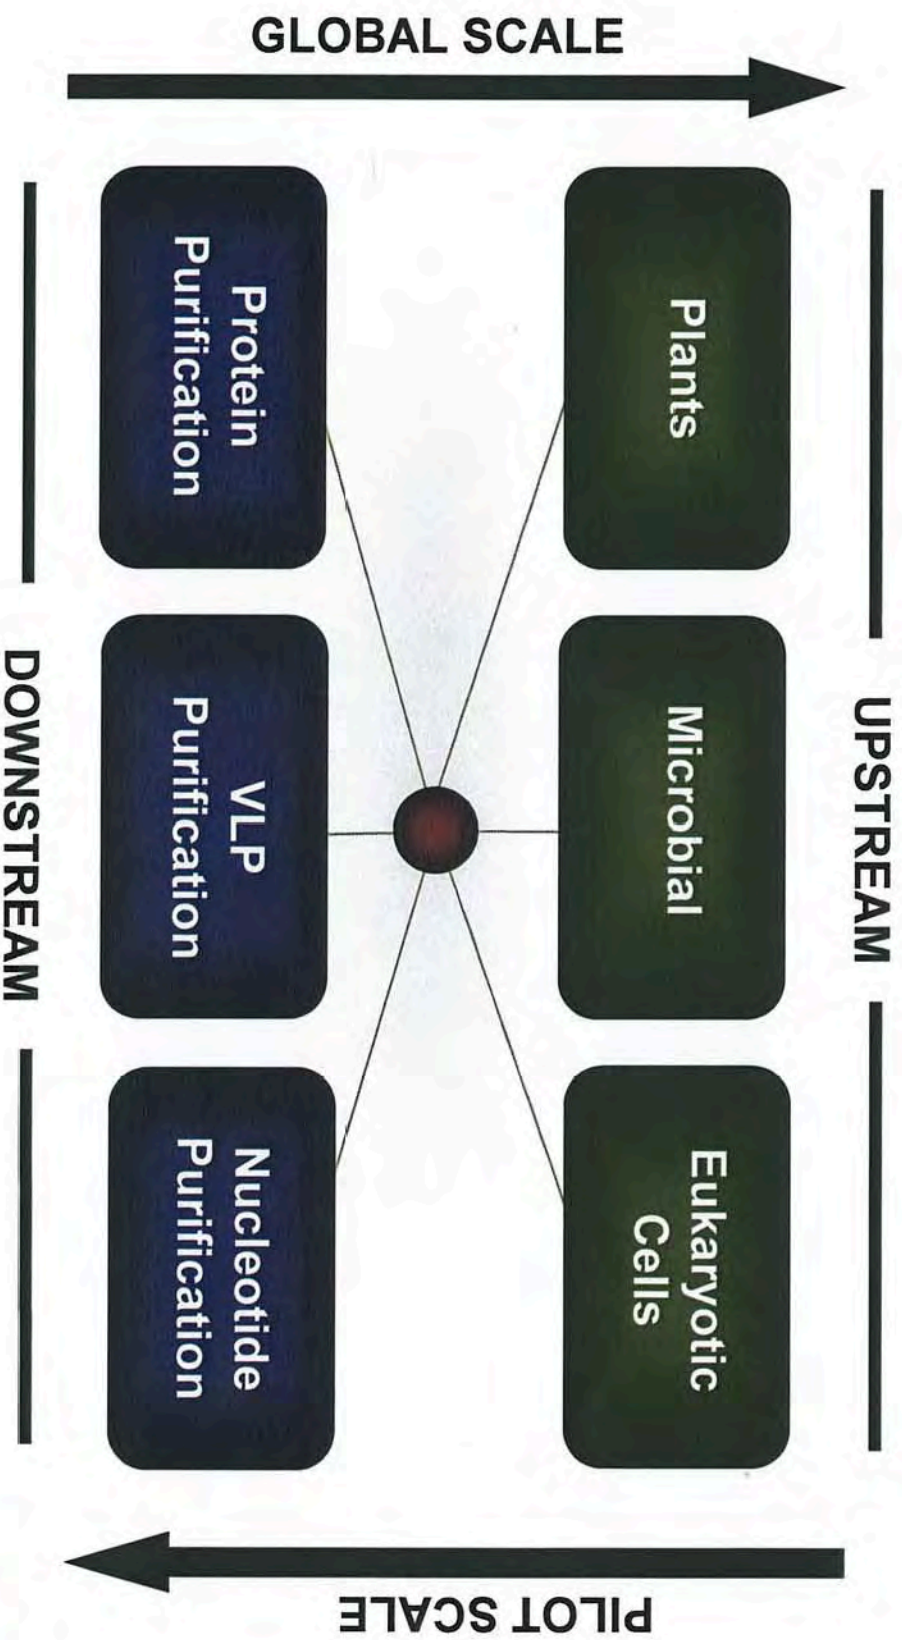 UPSTREAM
Plants
Microbial
Eukaryotic
Cells
GLOBAL SCALE
PILOT SCALE
Protein
Purification
VLP
Purification
Nucleotide
Purification
DOWNSTREAM